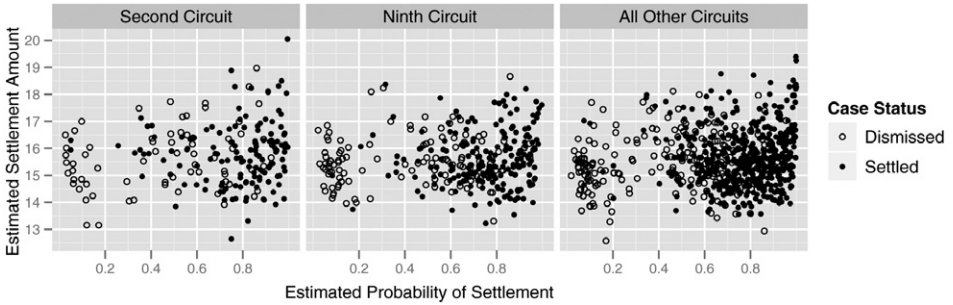 Second Circuit
Ninth Circuit
All Other Circuits
Estimated Settlement Amount
20
19
18
17
16
15
14
13
0.2 0.4 0.6 0.8
0.2 0.4 0.6 0.8
0.2 0.4 0.6 0.8
Estimated Probability of Settlement
Case Status
Dismissed
Settled